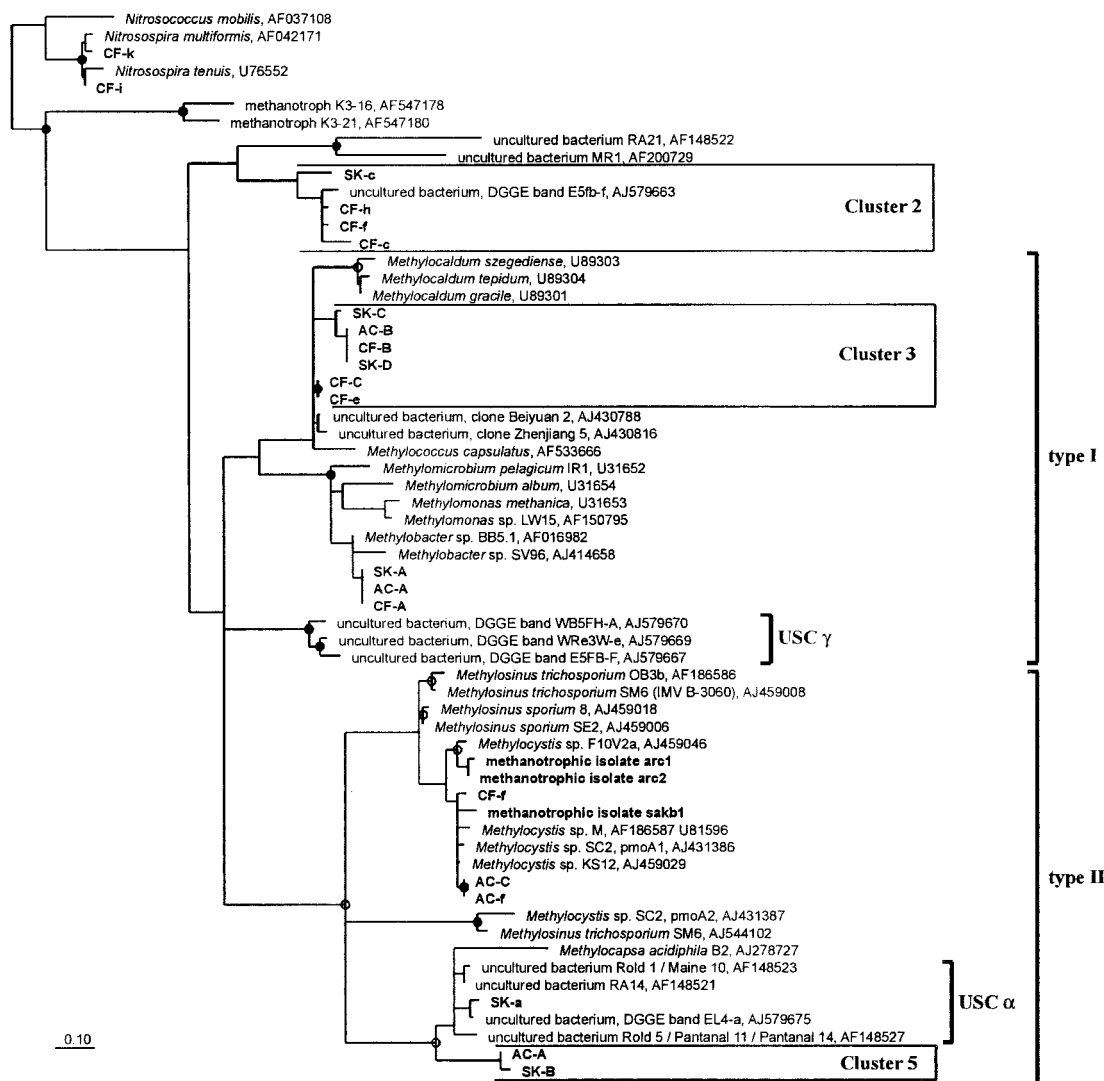 Nitrosococcus mobilis, AF037108
Nitrosospira multiformis, AF042171
CF-k
Nitrosospira tenuis, U76552
CF-i
methanotroph K3-16, AF547178
methanotroph K3-21, AF547180
uncultured bacterium RA21, AF148522
uncultured bacterium MR1, AF200729
SK-c
uncultured bacterium, DGGE band E5fb-f, AJ579663
CF-h
CF-f
CF-c
Cluster 2
Methylocaldum szegediense, U89303
Methylocaldum tepidum, U89304
Methylocaldum gracile, U89301
SK-C
AC-B
CF-B
SK-D
CF-C
CF-e
Cluster 3
uncultured bacterium, clone Beiyuan 2, AJ430788
uncultured bacterium, clone Zhenjiang 5, AJ430816
Methylococcus capsulatus, AF533666
type I
Methylomicrobium pelagicum IR1, U31652
Methylomicrobium album, U31654
Methylomonas methanica, U31653
Methylomonas sp. LW15, AF150795
Methylobacter sp. BB5.1, AF016982
Methylobacter sp. SV96, AJ414658
SK-A
AC-A
CF-A
uncultured bacterium, DGGE band WB5FH-A, AJ579670
uncultured bacterium, DGGE band WRe3W-e, AJ579669
uncultured bacterium, DGGE band E5FB-F, AJ579667
USC γ
Methylosinus trichosporium OB3b, AF186586
Methylosinus trichosporium SM6 (IMV B-3060), AJ459008
Methylosinus sporium 8, AJ459018
Methylosinus sporium SE2, AJ459006
Methylocystis sp. F10V2a, AJ459046
methanotrophic isolate arc1
methanotrophic isolate arc2
CF-f
methanotrophic isolate sakb1
Methylocystis sp. M, AF186587 U81596
Methylocystis sp. SC2, pmoA1, AJ431386
Methylocystis sp. KS12, AJ459029
AC-C
AC-f
type II
Methylocystis sp. SC2, pmoA2, AJ431387
Methylosinus trichosporium SM6, AJ544102
Methylocapsa acidiphila B2, AJ278727
uncultured bacterium Rold 1 / Maine 10, AF148523
uncultured bacterium RA14, AF148521
SK-a
uncultured bacterium, DGGE band EL4-a, AJ579675
uncultured bacterium Rold 5 / Pantanal 11 / Pantanal 14, AF148527
USC α
AC-A
SK-B
Cluster 5
0.10